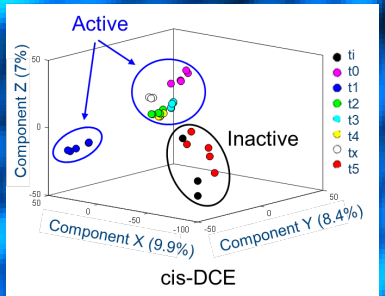 Active
Component Z (7%)
50
0
-50
ti
t0
t1
t2
t3
t4
tx
t5
Inactive
50
0
-50
-100
-50
0
50
Component X (9.9%)
Component Y (8.4%)
cis-DCE